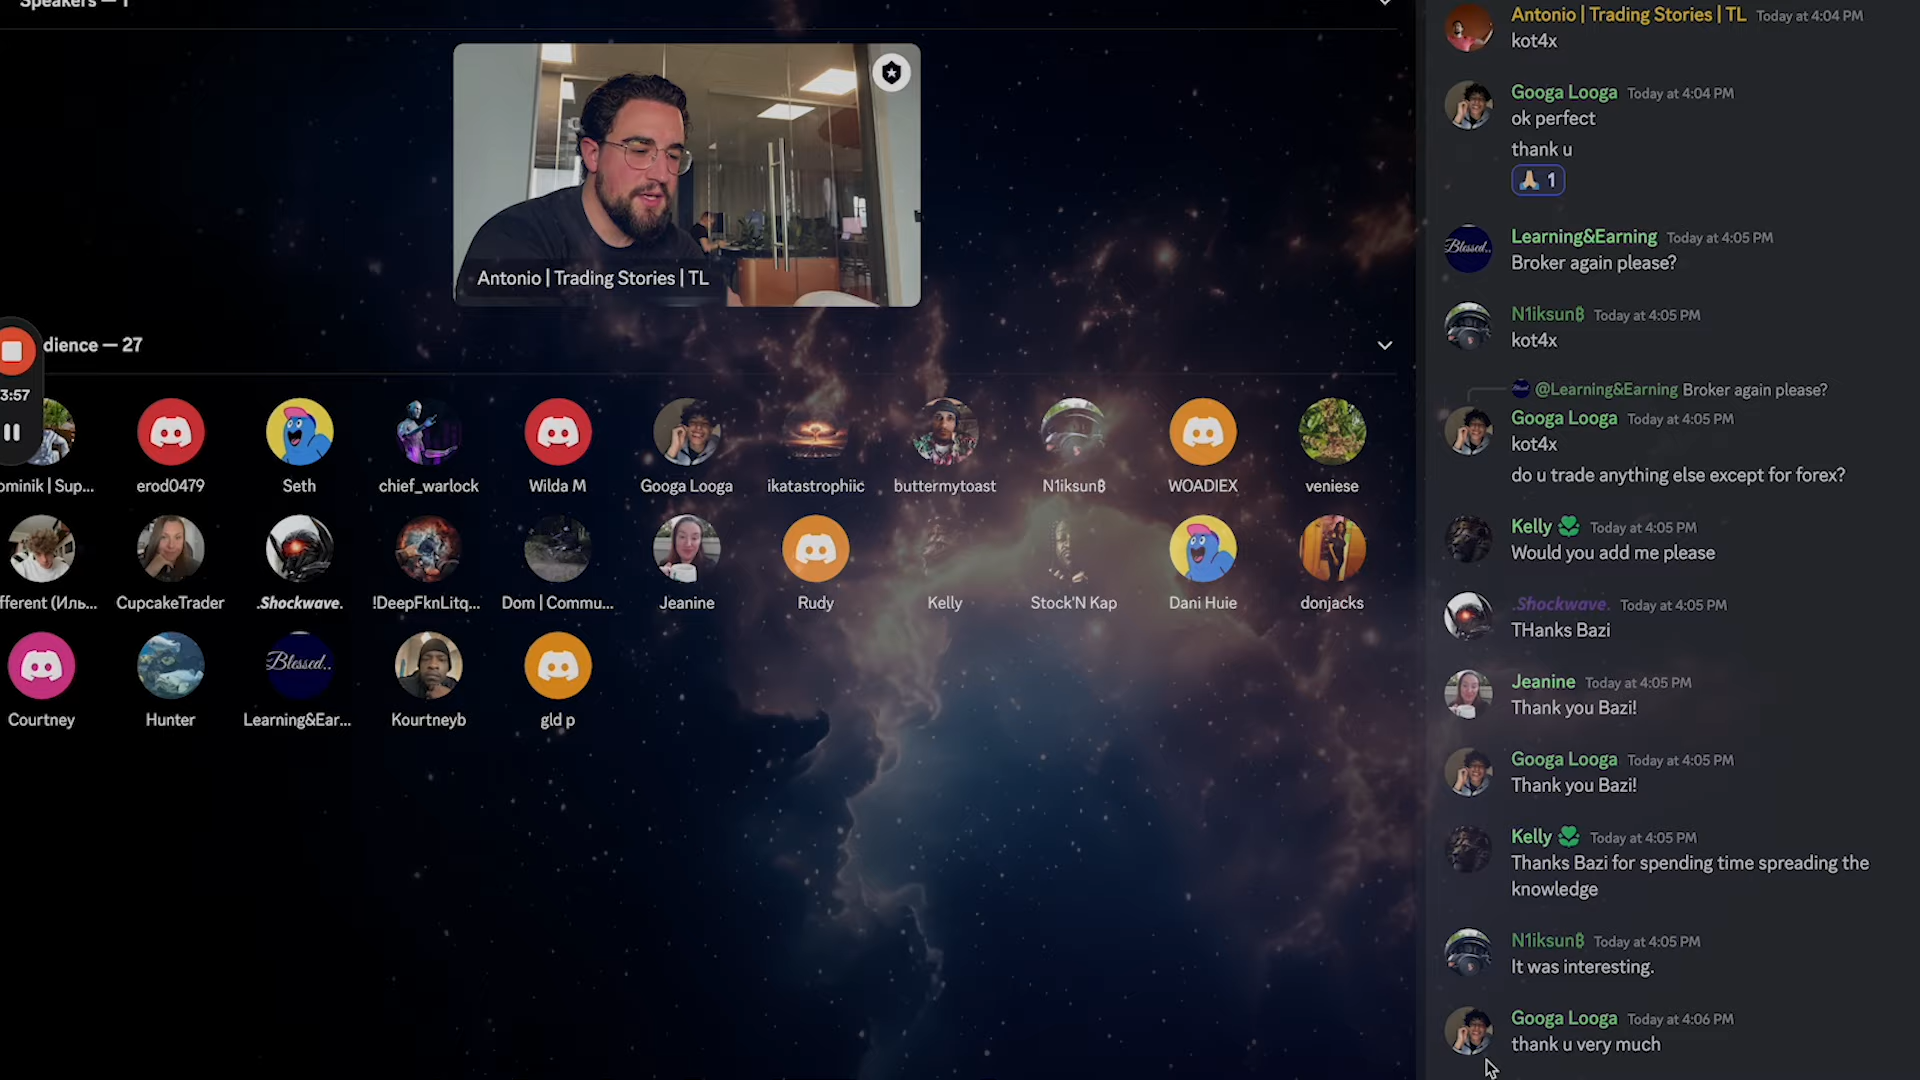 Speakers — 1
Antonio | Trading Stories | TL
dience — 27
3:57
ominik | Sup...
erod0479
Seth
chief_warlock
Wilda M
Googa Looga
ikatastrophiic
buttermytoast
N1iksunβ
WOADIEX
veniese
fferent (Иль...
CupcakeTrader
.Shockwave.
!DeepFknLitq...
Dom | Commu...
Jeanine
Rudy
Kelly
Stock'N Kap
Dani Huie
donjacks
Courtney
Hunter
Blessed..
Learning&Ear...
Kourtneyb
gld p
Antonio | Trading Stories | TL Today at 4:04 PM
kot4x
Googa Looga Today at 4:04 PM
ok perfect
thank u
🙏 1
Blessed..
Learning&Earning Today at 4:05 PM
Broker again please?
N1iksunβ Today at 4:05 PM
kot4x
@Learning&Earning Broker again please?
Googa Looga Today at 4:05 PM
kot4x
do u trade anything else except for forex?
Kelly Today at 4:05 PM
Would you add me please
.Shockwave. Today at 4:05 PM
THanks Bazi
Jeanine Today at 4:05 PM
Thank you Bazi!
Googa Looga Today at 4:05 PM
Thank you Bazi!
Kelly Today at 4:05 PM
Thanks Bazi for spending time spreading the
knowledge
N1iksunβ Today at 4:05 PM
It was interesting.
Googa Looga Today at 4:06 PM
thank u very much